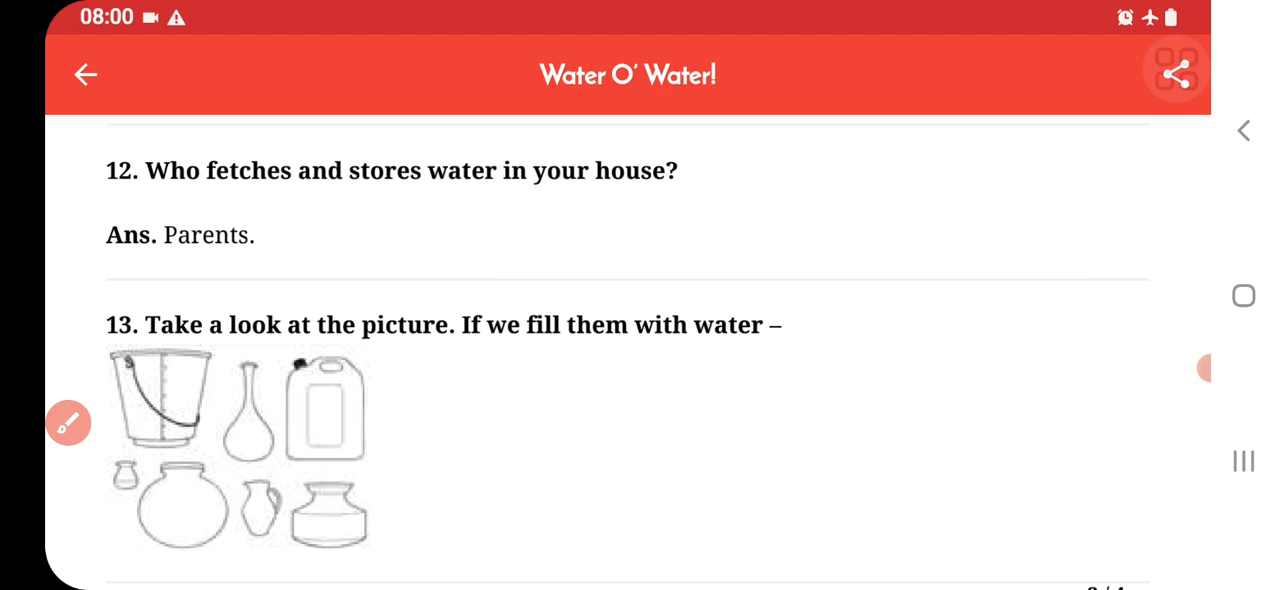 08:00
Water O' Water!
12. Who fetches and stores water in your house?
Ans. Parents.
13. Take a look at the picture. If we fill them with water –